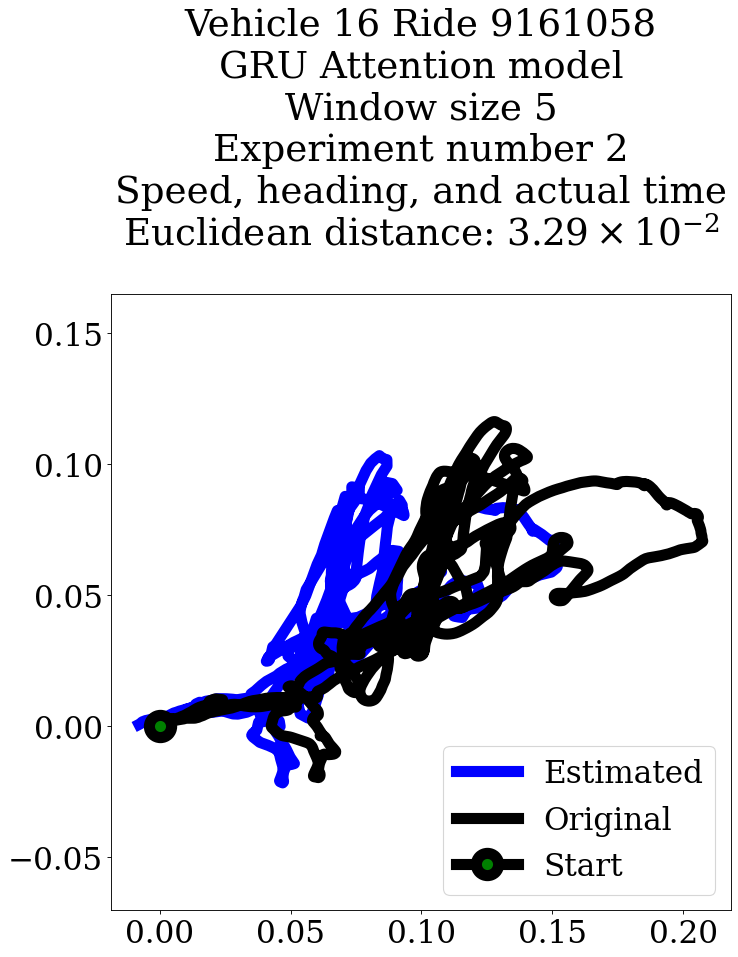 Vehicle 16 Ride 9161058
GRU Attention model
Window size 5
Experiment number 2
Speed, heading, and actual time
Euclidean distance: 3.29 × 10⁻²
0.15
0.10
0.05
0.00
−0.05
0.00 0.05 0.10 0.15 0.20
Estimated
Original
Start